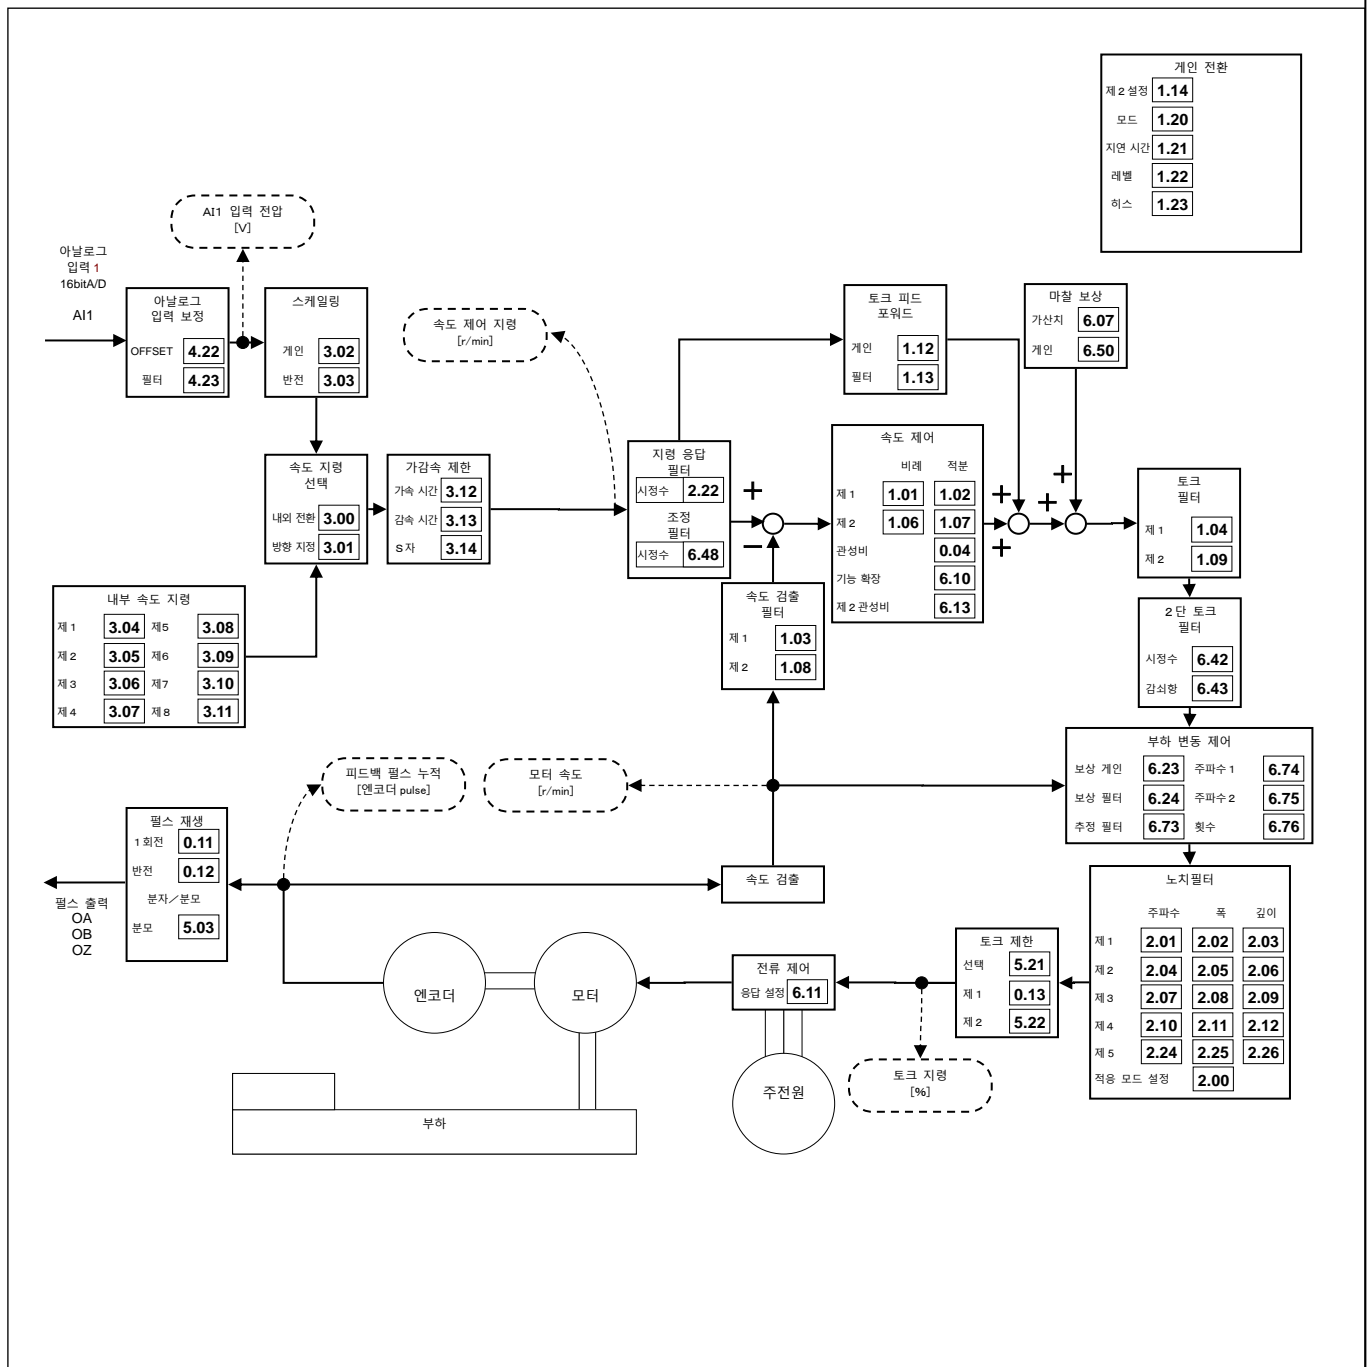 게인 전환
제 2 설정 1.14
모드 1.20
지연 시간 1.21
레벨 1.22
히스 1.23
AI1 입력 전압
[V]
아날로그
입력 1
16bitA/D
AI1
아날로그
입력 보정
OFFSET 4.22
필터 4.23
스케일링
게인 3.02
반전 3.03
속도 제어 지령
[r/min]
토크 피드
포워드
게인 1.12
필터 1.13
마찰 보상
가산치 6.07
게인 6.50
속도 지령
선택
내외 전환 3.00
방향 지정 3.01
가감속 제한
가속 시간 3.12
감속 시간 3.13
S자 3.14
지령 응답
필터
시정수 2.22
조정
필터
시정수 6.48
+
−
속도 제어
비례 적분
제 1 1.01 1.02
제 2 1.06 1.07
관성비 0.04
기능 확장 6.10
제 2 관성비 6.13
+
+
+
+
토크
필터
제 1 1.04
제 2 1.09
내부 속도 지령
제 1 3.04 제5 3.08
제 2 3.05 제6 3.09
제 3 3.06 제7 3.10
제 4 3.07 제8 3.11
속도 검출
필터
제 1 1.03
제 2 1.08
2단 토크
필터
시정수 6.42
감쇠항 6.43
부하 변동 제어
보상 게인 6.23 주파수 1 6.74
보상 필터 6.24 주파수 2 6.75
추정 필터 6.73 횟수 6.76
피드백 펄스 누적
[엔코더 pulse]
모터 속도
[r/min]
펄스 재생
1회전 0.11
반전 0.12
분자／분모
분모 5.03
펄스 출력
OA
OB
OZ
속도 검출
노치필터
주파수 폭 깊이
제 1 2.01 2.02 2.03
제 2 2.04 2.05 2.06
제 3 2.07 2.08 2.09
제 4 2.10 2.11 2.12
제 5 2.24 2.25 2.26
적응 모드 설정 2.00
토크 제한
선택 5.21
제 1 0.13
제 2 5.22
전류 제어
응답 설정 6.11
엔코더
모터
주전원
토크 지령
[%]
부하